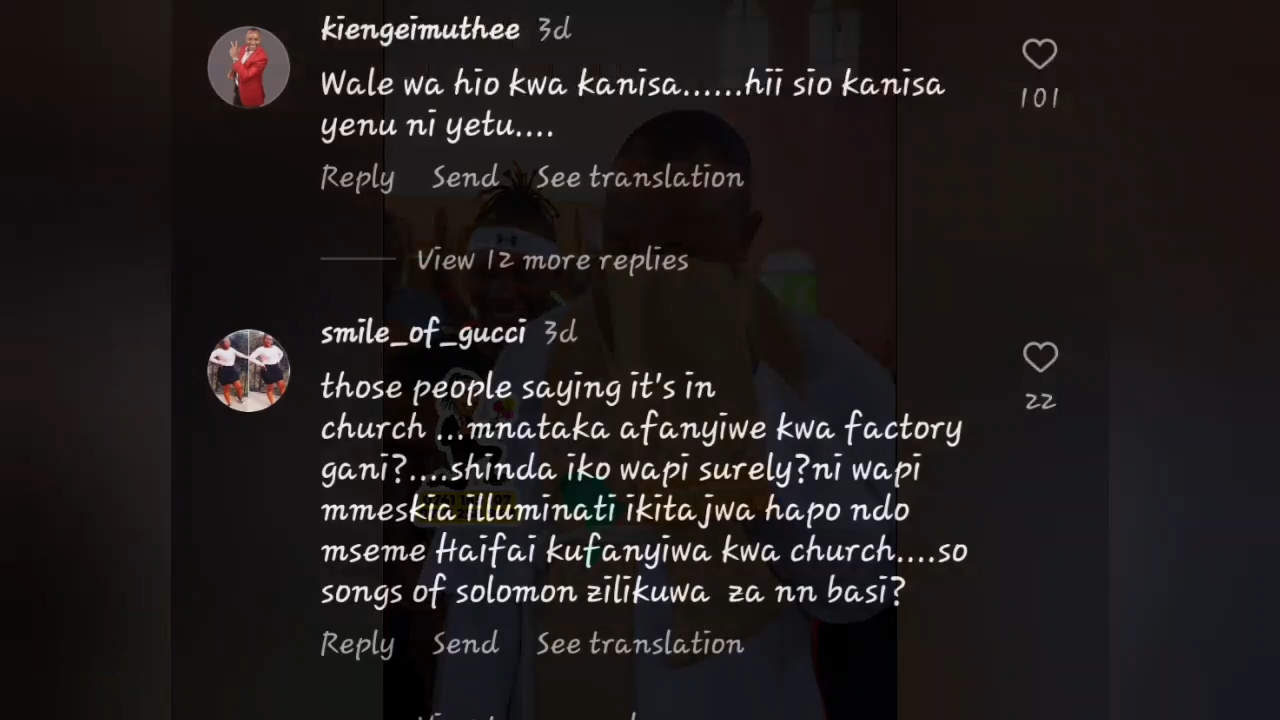 kiengeimuthee 3d
Wale wa hio kwa kanisa......hii sio kanisa
yenu ni yetu....
101
Reply Send See translation
View 12 more replies
smile_of_gucci 3d
those people saying it's in
church ...mnataka afanyiwe kwa factory
gani?....shinda iko wapi surely?ni wapi
mmeskia illuminati ikitajwa hapo ndo
mseme Haifai kufanyiwa kwa church....so
songs of solomon zilikuwa za nn basi?
22
Reply Send See translation